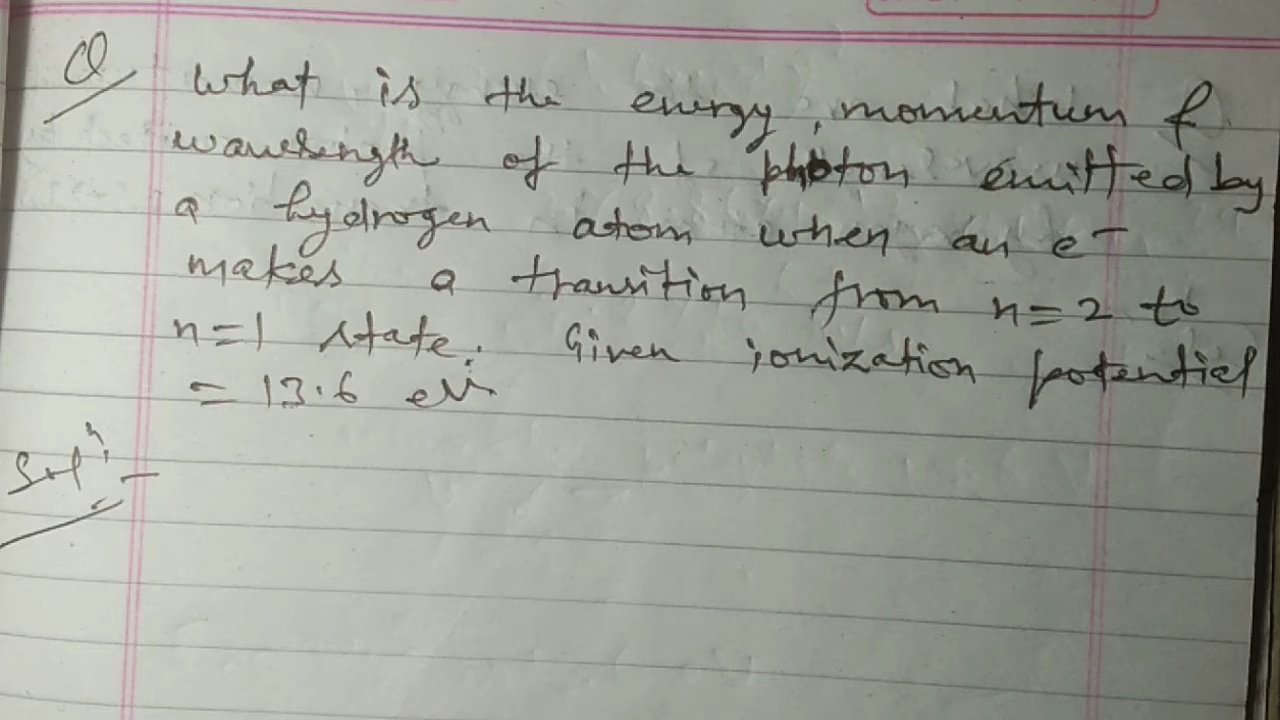 Q
What is the energy, momentum &
wavelength of the photon emitted by
a hydrogen atom when an e-
makes a transition from n=2 to
n=1 state. Given ionization potential
= 13.6 eV.
Solⁿ:-